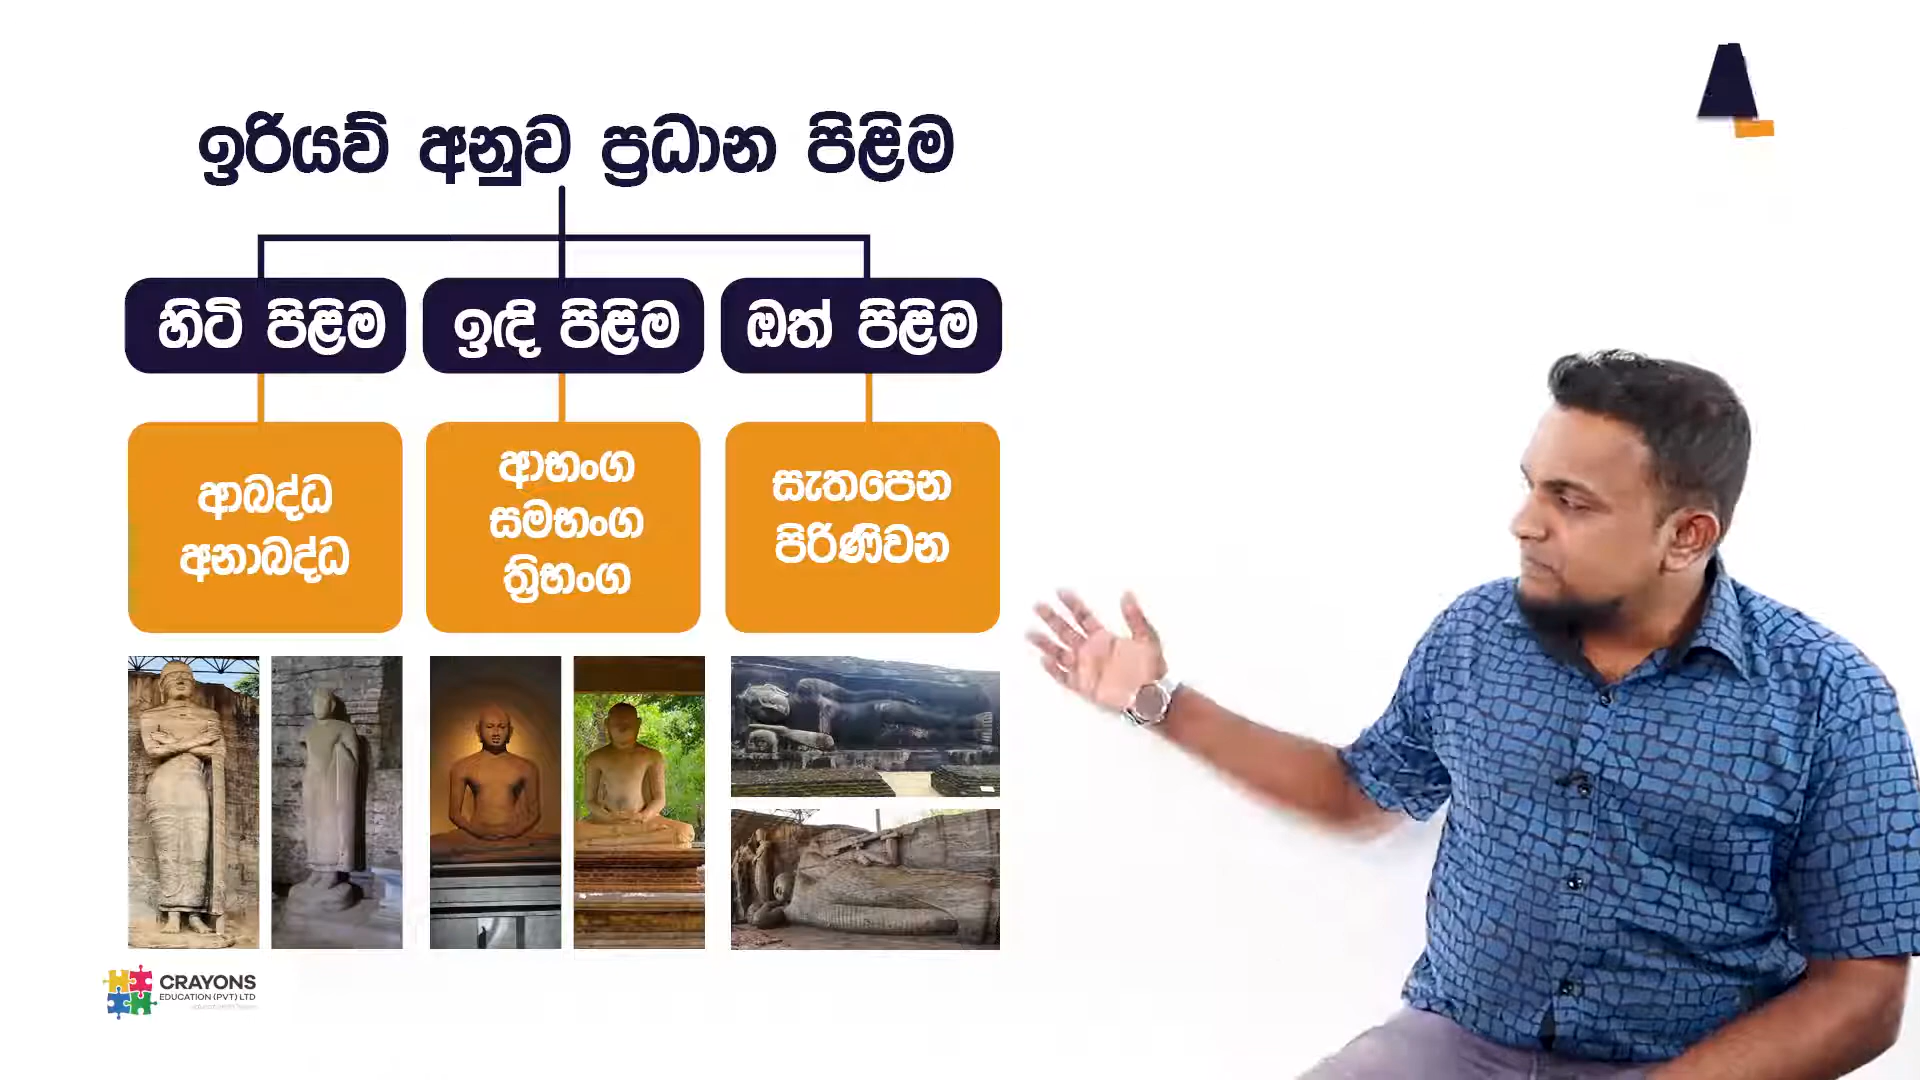 ඉරියව් අනුව ප්‍රධාන පිළිම
හිටි පිළිම
ඉඳි පිළිම
ඔත් පිළිම
ආබද්ධ
අනාබද්ධ
ආභංග
සමභංග
ත්‍රිභංග
සැතපෙන
පිරිණිවන
CRAYONS
EDUCATION (PVT) LTD